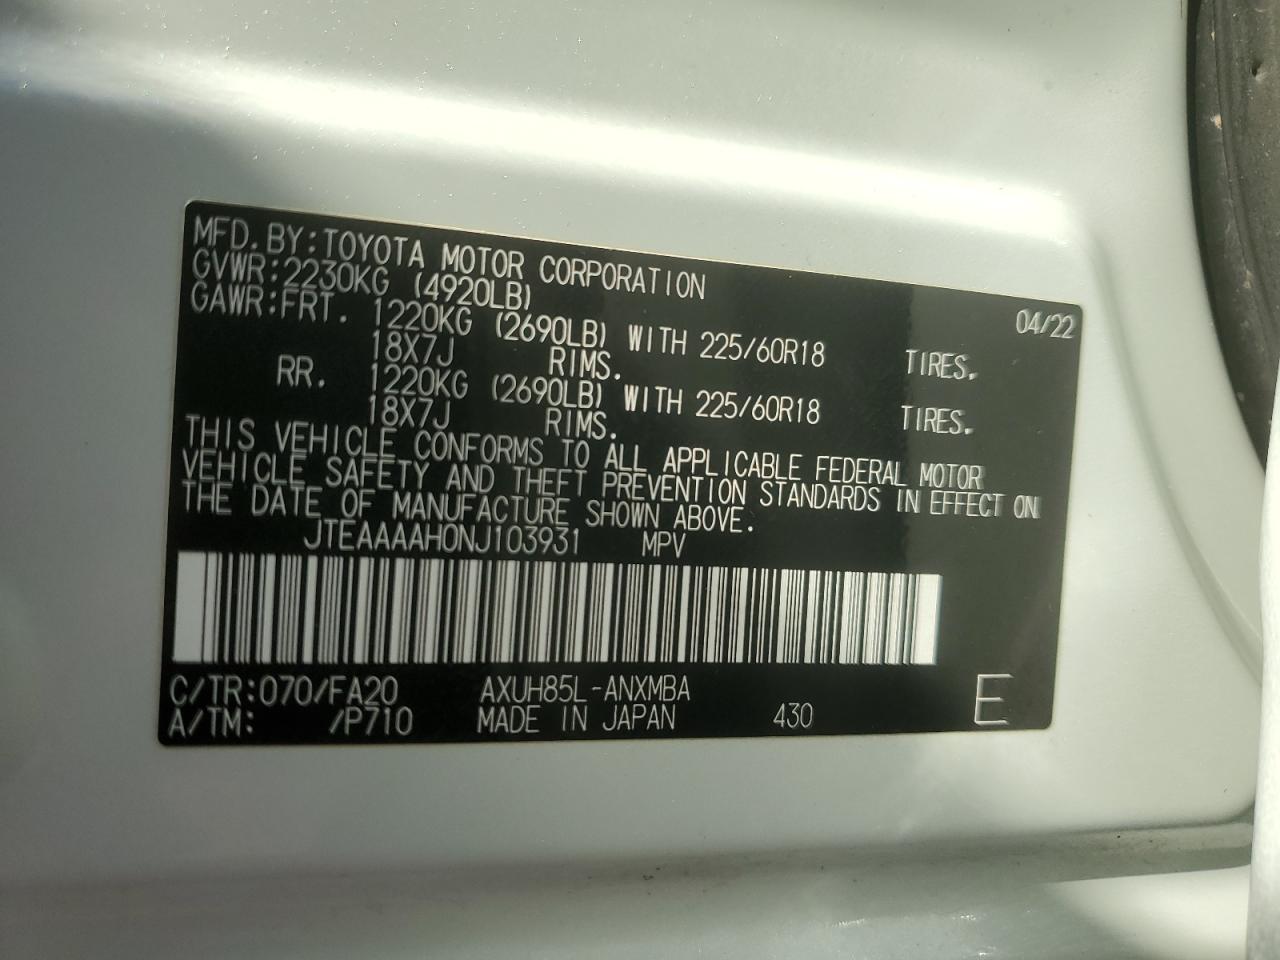 MFD. BY:TOYOTA MOTOR CORPORATION 04/22
GVWR:2230KG (4920LB)
GAWR:FRT. 1220KG (2690LB) WITH 225/60R18 TIRES.
18X7J RIMS.
RR. 1220KG (2690LB) WITH 225/60R18 TIRES.
18X7J RIMS.
THIS VEHICLE CONFORMS TO ALL APPLICABLE FEDERAL MOTOR
VEHICLE SAFETY AND THEFT PREVENTION STANDARDS IN EFFECT ON
THE DATE OF MANUFACTURE SHOWN ABOVE.
JTEAAAAH0NJ103931 MPV
C/TR:070/FA20 AXUH85L-ANXMBA
A/TM: /P710 MADE IN JAPAN 430 E